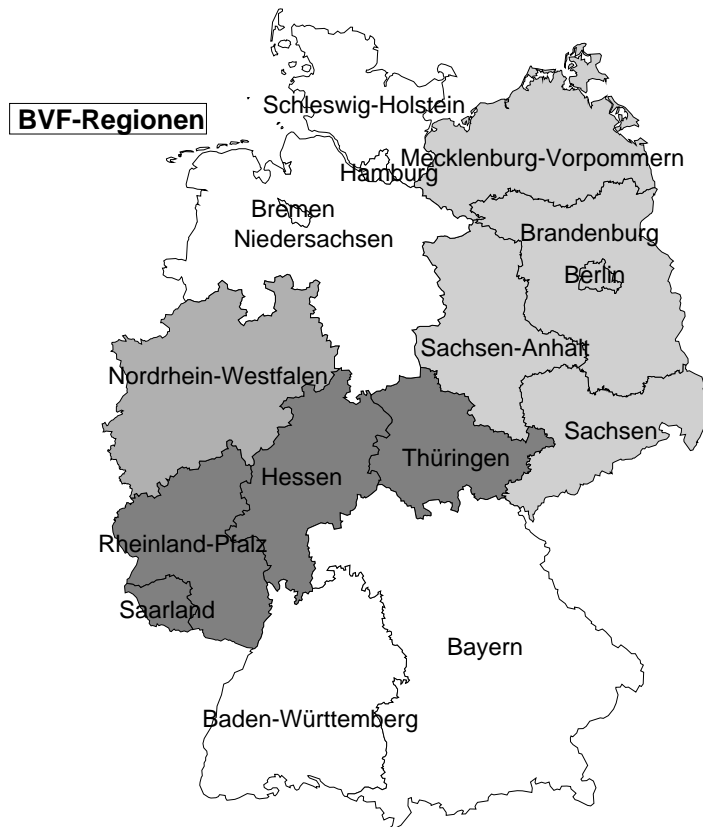 Schleswig-Holstein
BVF-Regionen
Mecklenburg-Vorpommern
Hamburg
Bremen
Niedersachsen
Brandenburg
Berlin
Sachsen-Anhalt
Nordrhein-Westfalen
Sachsen
Thüringen
Hessen
Rheinland-Pfalz
Saarland
Bayern
Baden-Württemberg